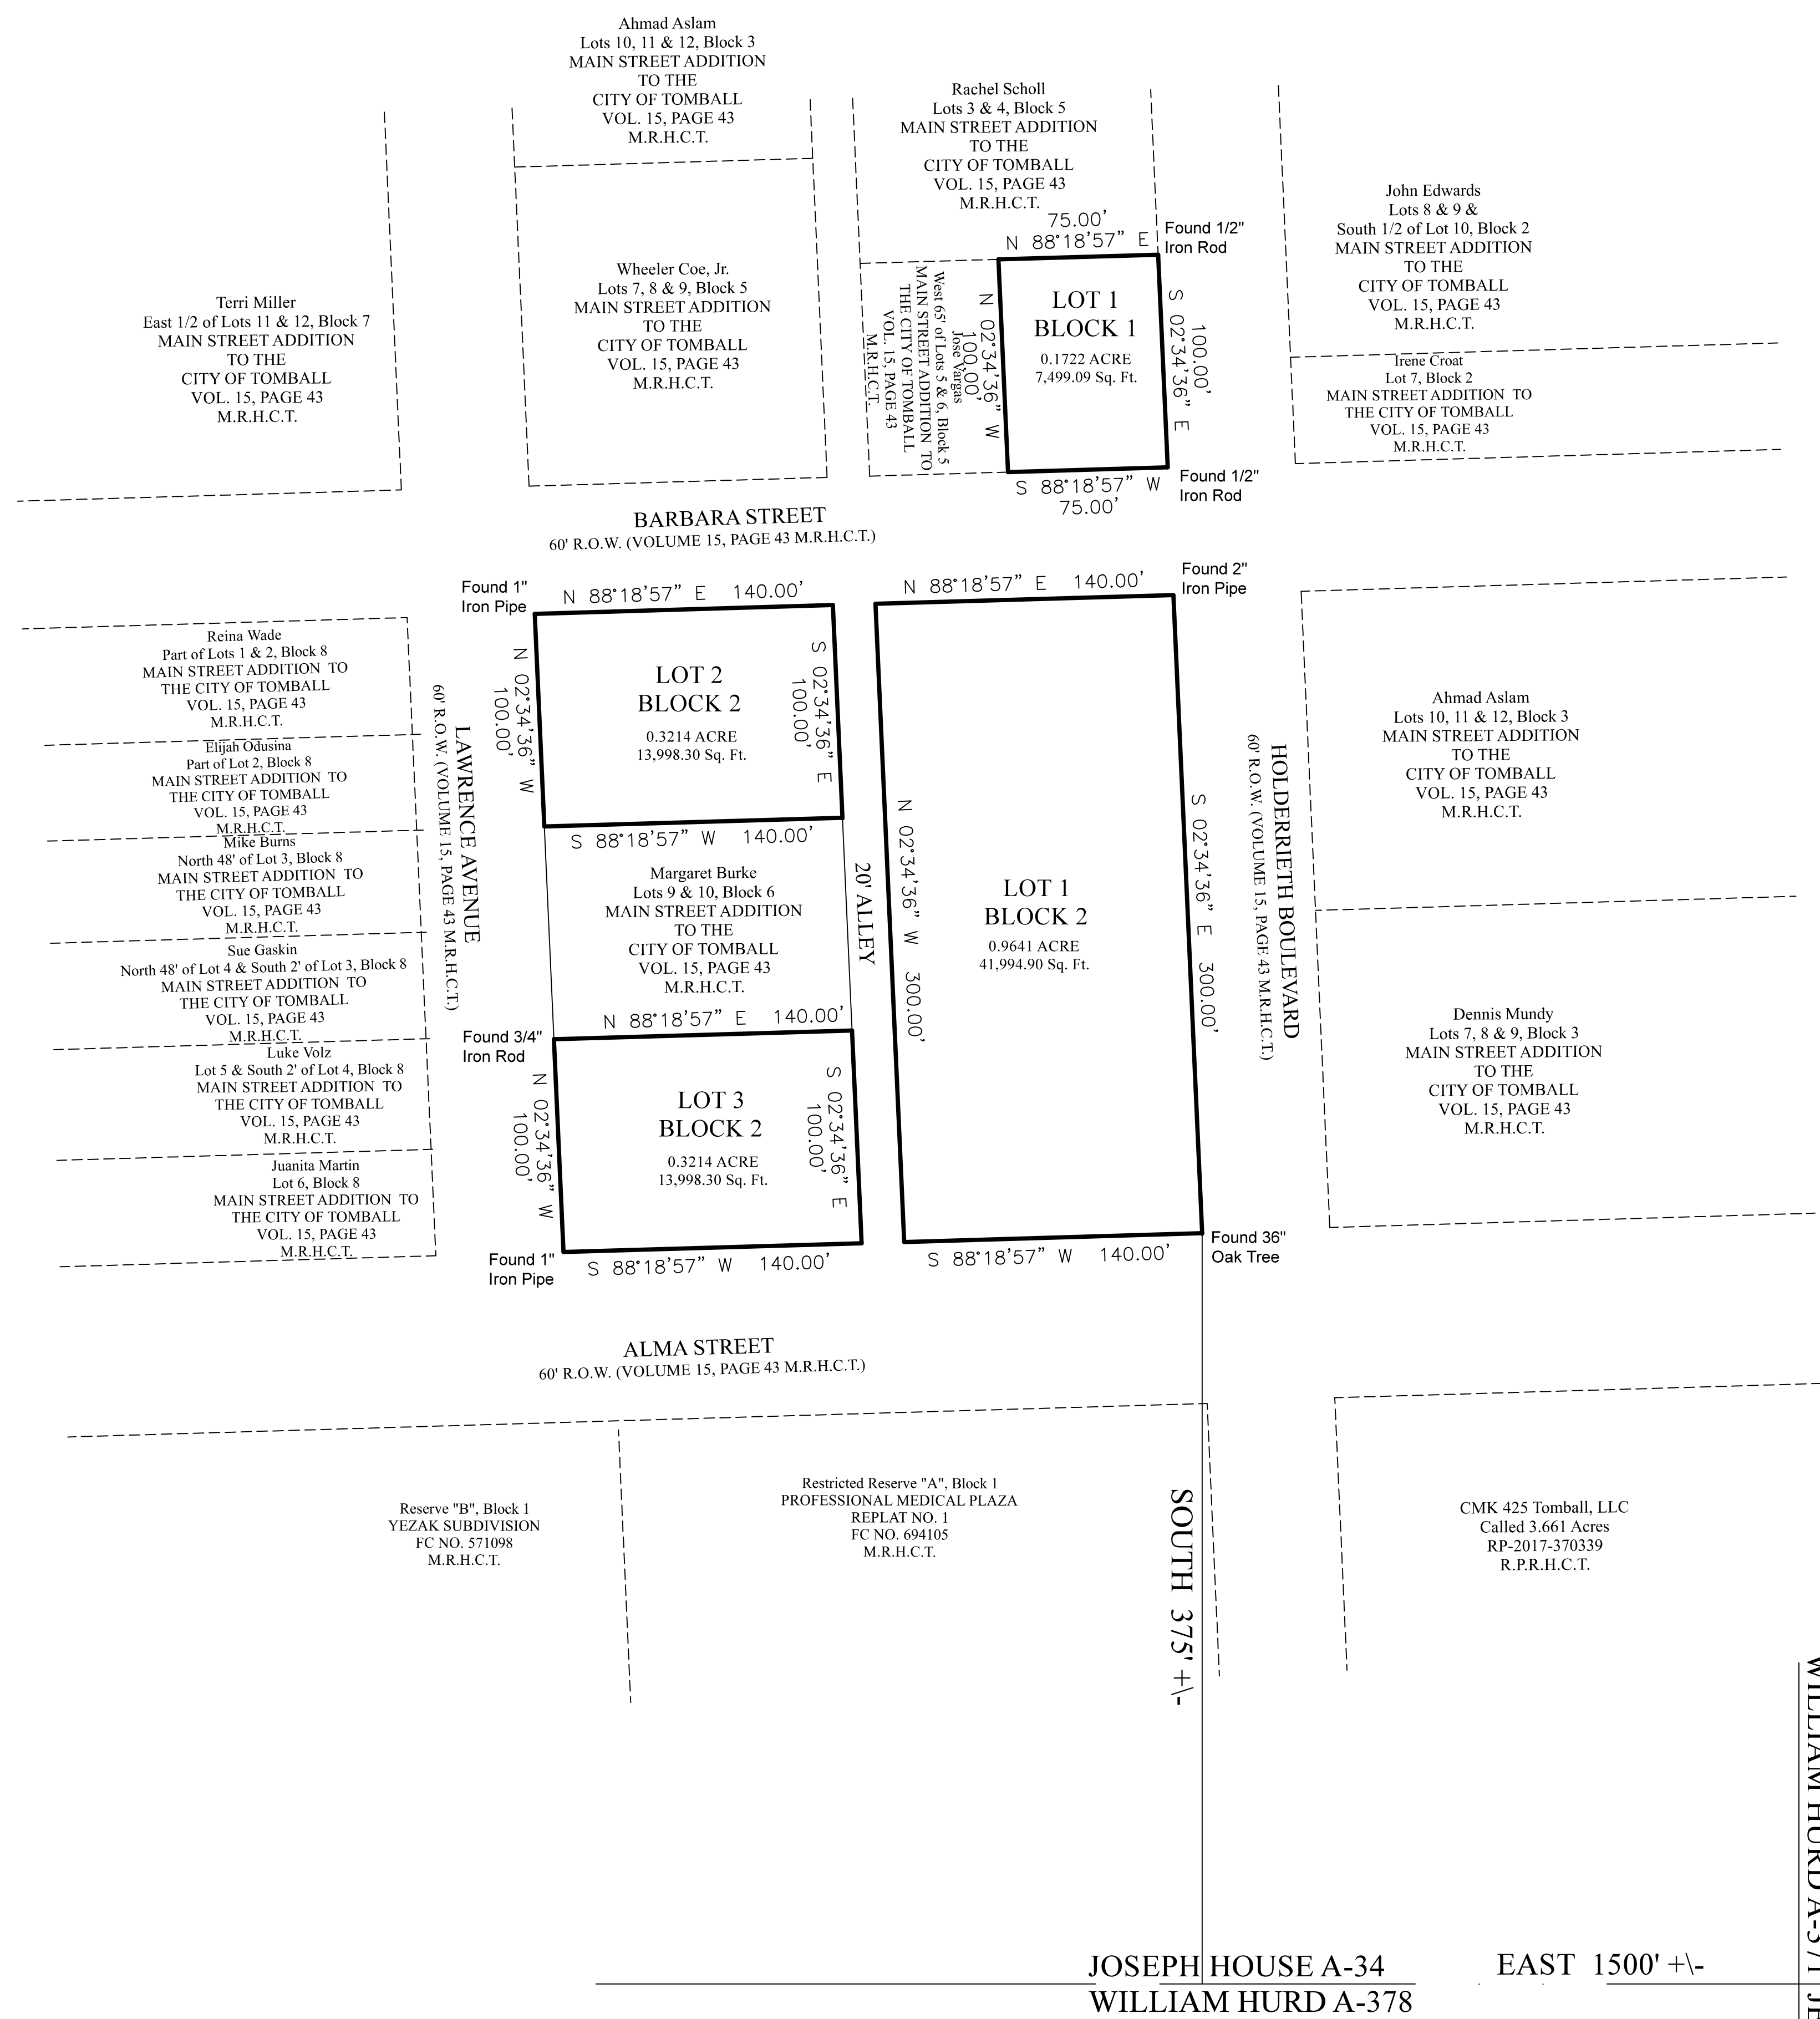 Ahmad Aslam
Lots 10, 11 & 12, Block 3
MAIN STREET ADDITION
TO THE
CITY OF TOMBALL
VOL. 15, PAGE 43
M.R.H.C.T.
Rachel Scholl
Lots 3 & 4, Block 5
MAIN STREET ADDITION
TO THE
CITY OF TOMBALL
VOL. 15, PAGE 43
M.R.H.C.T.
John Edwards
Lots 8 & 9 &
South 1/2 of Lot 10, Block 2
MAIN STREET ADDITION
TO THE
CITY OF TOMBALL
VOL. 15, PAGE 43
M.R.H.C.T.
75.00'
N 88°18'57" E
Found 1/2"
Iron Rod
Terri Miller
East 1/2 of Lots 11 & 12, Block 7
MAIN STREET ADDITION
TO THE
CITY OF TOMBALL
VOL. 15, PAGE 43
M.R.H.C.T.
Wheeler Coe, Jr.
Lots 7, 8 & 9, Block 5
MAIN STREET ADDITION
TO THE
CITY OF TOMBALL
VOL. 15, PAGE 43
M.R.H.C.T.
Jose Vargas
West 65' of Lots 5 & 6, Block 5
MAIN STREET ADDITION TO
THE CITY OF TOMBALL
VOL. 15, PAGE 43
M.R.H.C.T.
N 02°34'36" W
100.00'
LOT 1
BLOCK 1
0.1722 ACRE
7,499.09 Sq. Ft.
100.00'
S 02°34'36" E
Irene Croat
Lot 7, Block 2
MAIN STREET ADDITION TO
THE CITY OF TOMBALL
VOL. 15, PAGE 43
M.R.H.C.T.
S 88°18'57" W
75.00'
Found 1/2"
Iron Rod
BARBARA STREET
60' R.O.W. (VOLUME 15, PAGE 43 M.R.H.C.T.)
Found 1"
Iron Pipe
N 88°18'57" E 140.00'
N 88°18'57" E 140.00'
Found 2"
Iron Pipe
Reina Wade
Part of Lots 1 & 2, Block 8
MAIN STREET ADDITION TO
THE CITY OF TOMBALL
VOL. 15, PAGE 43
M.R.H.C.T.
Elijah Odusina
Part of Lot 2, Block 8
MAIN STREET ADDITION TO
THE CITY OF TOMBALL
VOL. 15, PAGE 43
M.R.H.C.T.
Mike Burns
North 48' of Lot 3, Block 8
MAIN STREET ADDITION TO
THE CITY OF TOMBALL
VOL. 15, PAGE 43
M.R.H.C.T.
Sue Gaskin
North 48' of Lot 4 & South 2' of Lot 3, Block 8
MAIN STREET ADDITION TO
THE CITY OF TOMBALL
VOL. 15, PAGE 43
M.R.H.C.T.
Luke Volz
Lot 5 & South 2' of Lot 4, Block 8
MAIN STREET ADDITION TO
THE CITY OF TOMBALL
VOL. 15, PAGE 43
M.R.H.C.T.
Juanita Martin
Lot 6, Block 8
MAIN STREET ADDITION TO
THE CITY OF TOMBALL
VOL. 15, PAGE 43
M.R.H.C.T.
LAWRENCE AVENUE
60' R.O.W. (VOLUME 15, PAGE 43 M.R.H.C.T.)
N 02°34'36" W
100.00'
LOT 2
BLOCK 2
0.3214 ACRE
13,998.30 Sq. Ft.
S 02°34'36" E
100.00'
S 88°18'57" W 140.00'
Margaret Burke
Lots 9 & 10, Block 6
MAIN STREET ADDITION
TO THE
CITY OF TOMBALL
VOL. 15, PAGE 43
M.R.H.C.T.
20' ALLEY
N 88°18'57" E 140.00'
Found 3/4"
Iron Rod
N 02°34'36" W
100.00'
LOT 3
BLOCK 2
0.3214 ACRE
13,998.30 Sq. Ft.
S 02°34'36" E
100.00'
Found 1"
Iron Pipe
S 88°18'57" W 140.00'
N 02°34'36" W 300.00'
LOT 1
BLOCK 2
0.9641 ACRE
41,994.90 Sq. Ft.
S 02°34'36" E 300.00'
S 88°18'57" W 140.00'
Found 36"
Oak Tree
HOLDERRIETH BOULEVARD
60' R.O.W. (VOLUME 15, PAGE 43 M.R.H.C.T.)
Ahmad Aslam
Lots 10, 11 & 12, Block 3
MAIN STREET ADDITION
TO THE
CITY OF TOMBALL
VOL. 15, PAGE 43
M.R.H.C.T.
Dennis Mundy
Lots 7, 8 & 9, Block 3
MAIN STREET ADDITION
TO THE
CITY OF TOMBALL
VOL. 15, PAGE 43
M.R.H.C.T.
ALMA STREET
60' R.O.W. (VOLUME 15, PAGE 43 M.R.H.C.T.)
Reserve "B", Block 1
YEZAK SUBDIVISION
FC NO. 571098
M.R.H.C.T.
Restricted Reserve "A", Block 1
PROFESSIONAL MEDICAL PLAZA
REPLAT NO. 1
FC NO. 694105
M.R.H.C.T.
SOUTH 375' +\-
CMK 425 Tomball, LLC
Called 3.661 Acres
RP-2017-370339
R.P.R.H.C.T.
WILLIAM HURD A-371
JOSEPH HOUSE A-34
EAST 1500' +\-
WILLIAM HURD A-378